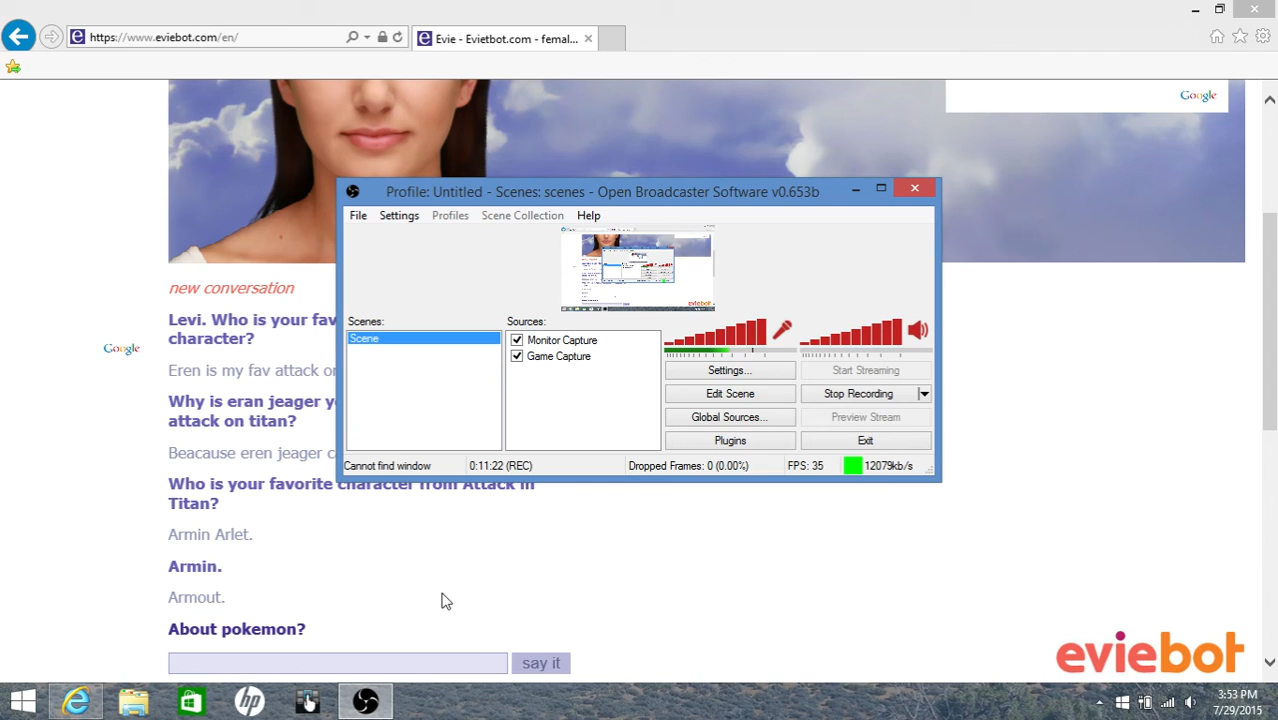 https://www.eviebot.com/en/
Evie - Evietbot.com - femal...
Google
Profile: Untitled - Scenes: scenes - Open Broadcaster Software v0.653b
File Settings Profiles Scene Collection Help
new conversation
Levi. Who is your fav
character?
Google
Eren is my fav attack on
Why is eran jeager y
attack on titan?
Beacause eren jeager c
Who is your favorite character from Attack in
Titan?
Armin Arlet.
Armin.
Armout.
About pokemon?
say it
Scenes:
Scene
Sources:
Monitor Capture
Game Capture
Settings...
Start Streaming
Edit Scene
Stop Recording
Global Sources...
Preview Stream
Plugins
Exit
Cannot find window
0:11:22 (REC)
Dropped Frames: 0 (0.00%)
FPS: 35
12079kb/s
eviebot
hp
3:53 PM
7/29/2015